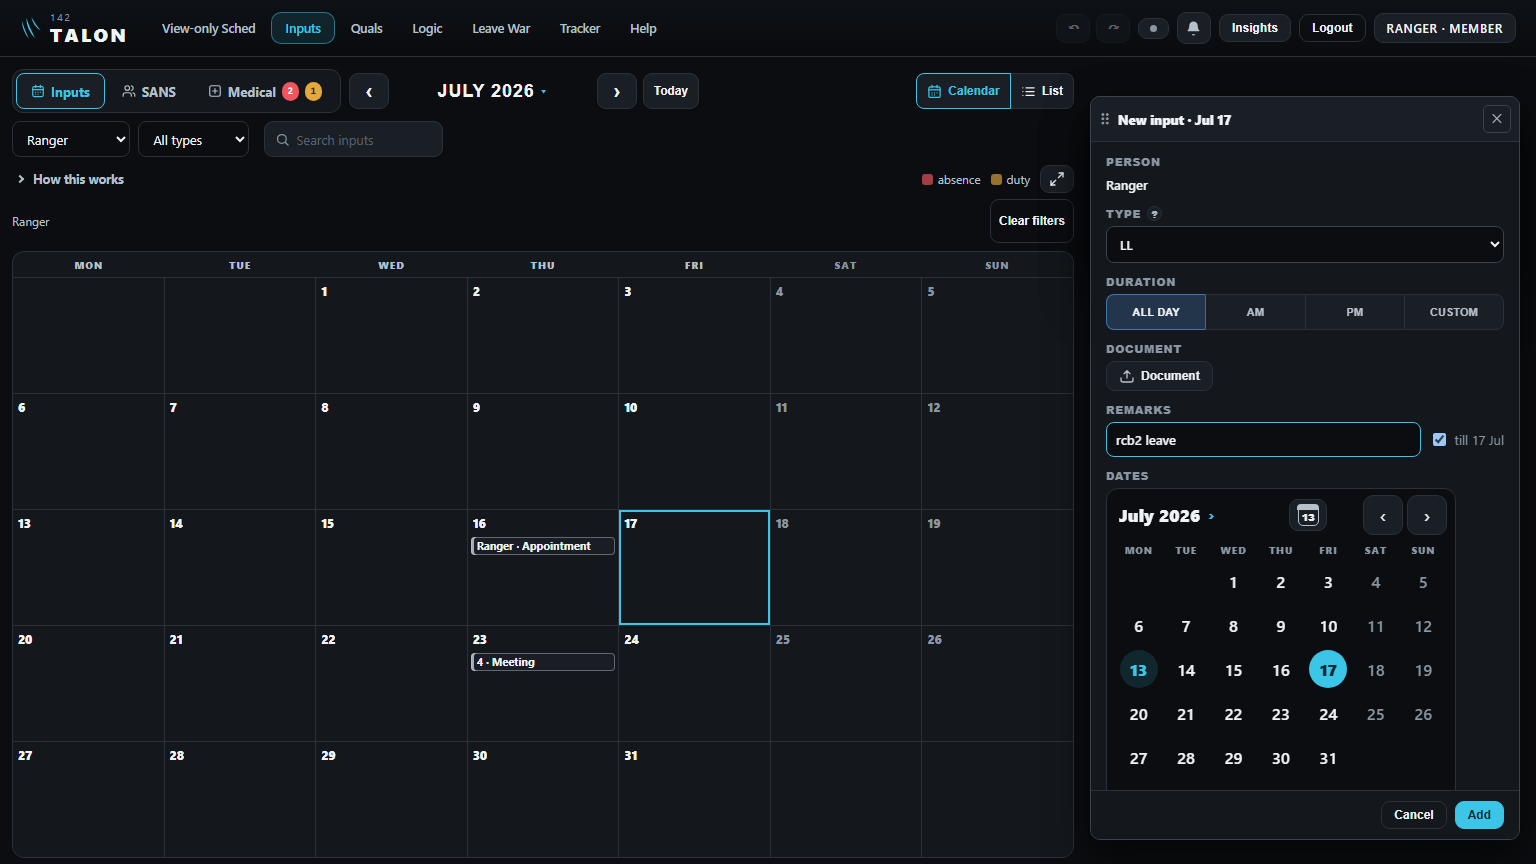 142
TALON
View-only Sched
Inputs
Quals
Logic
Leave War
Tracker
Help
Insights
Logout
RANGER · MEMBER
Inputs
SANS
Medical 2 1
‹
JULY 2026
›
Today
Calendar
List
Ranger
All types
Search inputs
How this works
absence
duty
Ranger
Clear filters
MON TUE WED THU FRI SAT SUN
1 2 3 4 5
6 7 8 9 10 11 12
13 14 15 16 17 18 19
Ranger · Appointment
20 21 22 23 24 25 26
4 · Meeting
27 28 29 30 31
New input · Jul 17
PERSON
Ranger
TYPE ?
LL
DURATION
ALL DAY AM PM CUSTOM
DOCUMENT
Document
REMARKS
rcb2 leave
till 17 Jul
DATES
July 2026 ›
13
‹ ›
MON TUE WED THU FRI SAT SUN
1 2 3 4 5
6 7 8 9 10 11 12
13 14 15 16 17 18 19
20 21 22 23 24 25 26
27 28 29 30 31
Cancel
Add